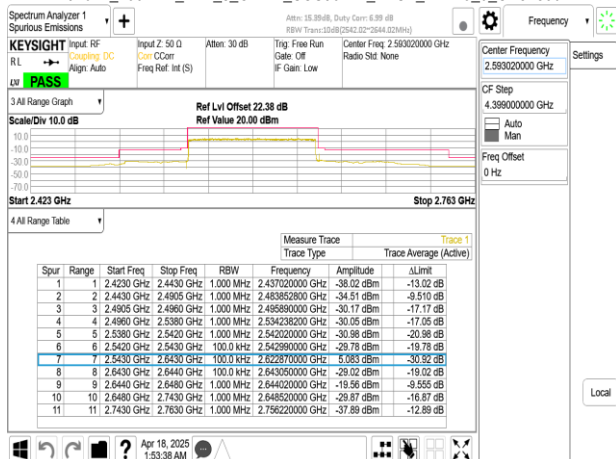 Spectrum Analyzer 1
Spurious Emissions
Attn: 15.89dB, Duty Corr: 6.99 dB
RBW Trans:10dB(2542.02~2644.02MHz)
Frequency
KEYSIGHT Input: RF
Coupling: DC
Align: Auto
Input Z: 50 Ω
Corr CCorr
Freq Ref: Int (S)
Atten: 30 dB
Trig: Free Run
Gate: Off
IF Gain: Low
Center Freq: 2.593020000 GHz
Radio Std: None
RL
PASS
Center Frequency
2.593020000 GHz
Settings
CF Step
4.399000000 GHz
Auto
Man
Freq Offset
0 Hz
Local
3 All Range Graph
Scale/Div 10.0 dB
Ref Lvl Offset 22.38 dB
Ref Value 20.00 dBm
10.0
-10.0
-30.0
-50.0
-70.0
Start 2.423 GHz
Stop 2.763 GHz
4 All Range Table
Measure Trace Trace 1
Trace Type Trace Average (Active)
Spur Range Start Freq Stop Freq RBW Frequency Amplitude ΔLimit
1 1 2.4230 GHz 2.4430 GHz 1.000 MHz 2.437020000 GHz -38.02 dBm -13.02 dB
2 2 2.4430 GHz 2.4905 GHz 1.000 MHz 2.483852800 GHz -34.51 dBm -9.510 dB
3 3 2.4905 GHz 2.4960 GHz 1.000 MHz 2.495890000 GHz -30.17 dBm -17.17 dB
4 4 2.4960 GHz 2.5380 GHz 1.000 MHz 2.534238200 GHz -30.05 dBm -17.05 dB
5 5 2.5380 GHz 2.5420 GHz 1.000 MHz 2.542020000 GHz -30.98 dBm -20.98 dB
6 6 2.5420 GHz 2.5430 GHz 100.0 kHz 2.542990000 GHz -29.78 dBm -19.78 dB
7 7 2.5430 GHz 2.6430 GHz 100.0 kHz 2.622870000 GHz 5.083 dBm -30.92 dB
8 8 2.6430 GHz 2.6440 GHz 100.0 kHz 2.643050000 GHz -29.02 dBm -19.02 dB
9 9 2.6440 GHz 2.6480 GHz 1.000 MHz 2.644020000 GHz -19.56 dBm -9.555 dB
10 10 2.6480 GHz 2.7430 GHz 1.000 MHz 2.648520000 GHz -29.87 dBm -16.87 dB
11 11 2.7430 GHz 2.7630 GHz 1.000 MHz 2.756220000 GHz -37.89 dBm -12.89 dB
Apr 18, 2025
1:53:38 AM